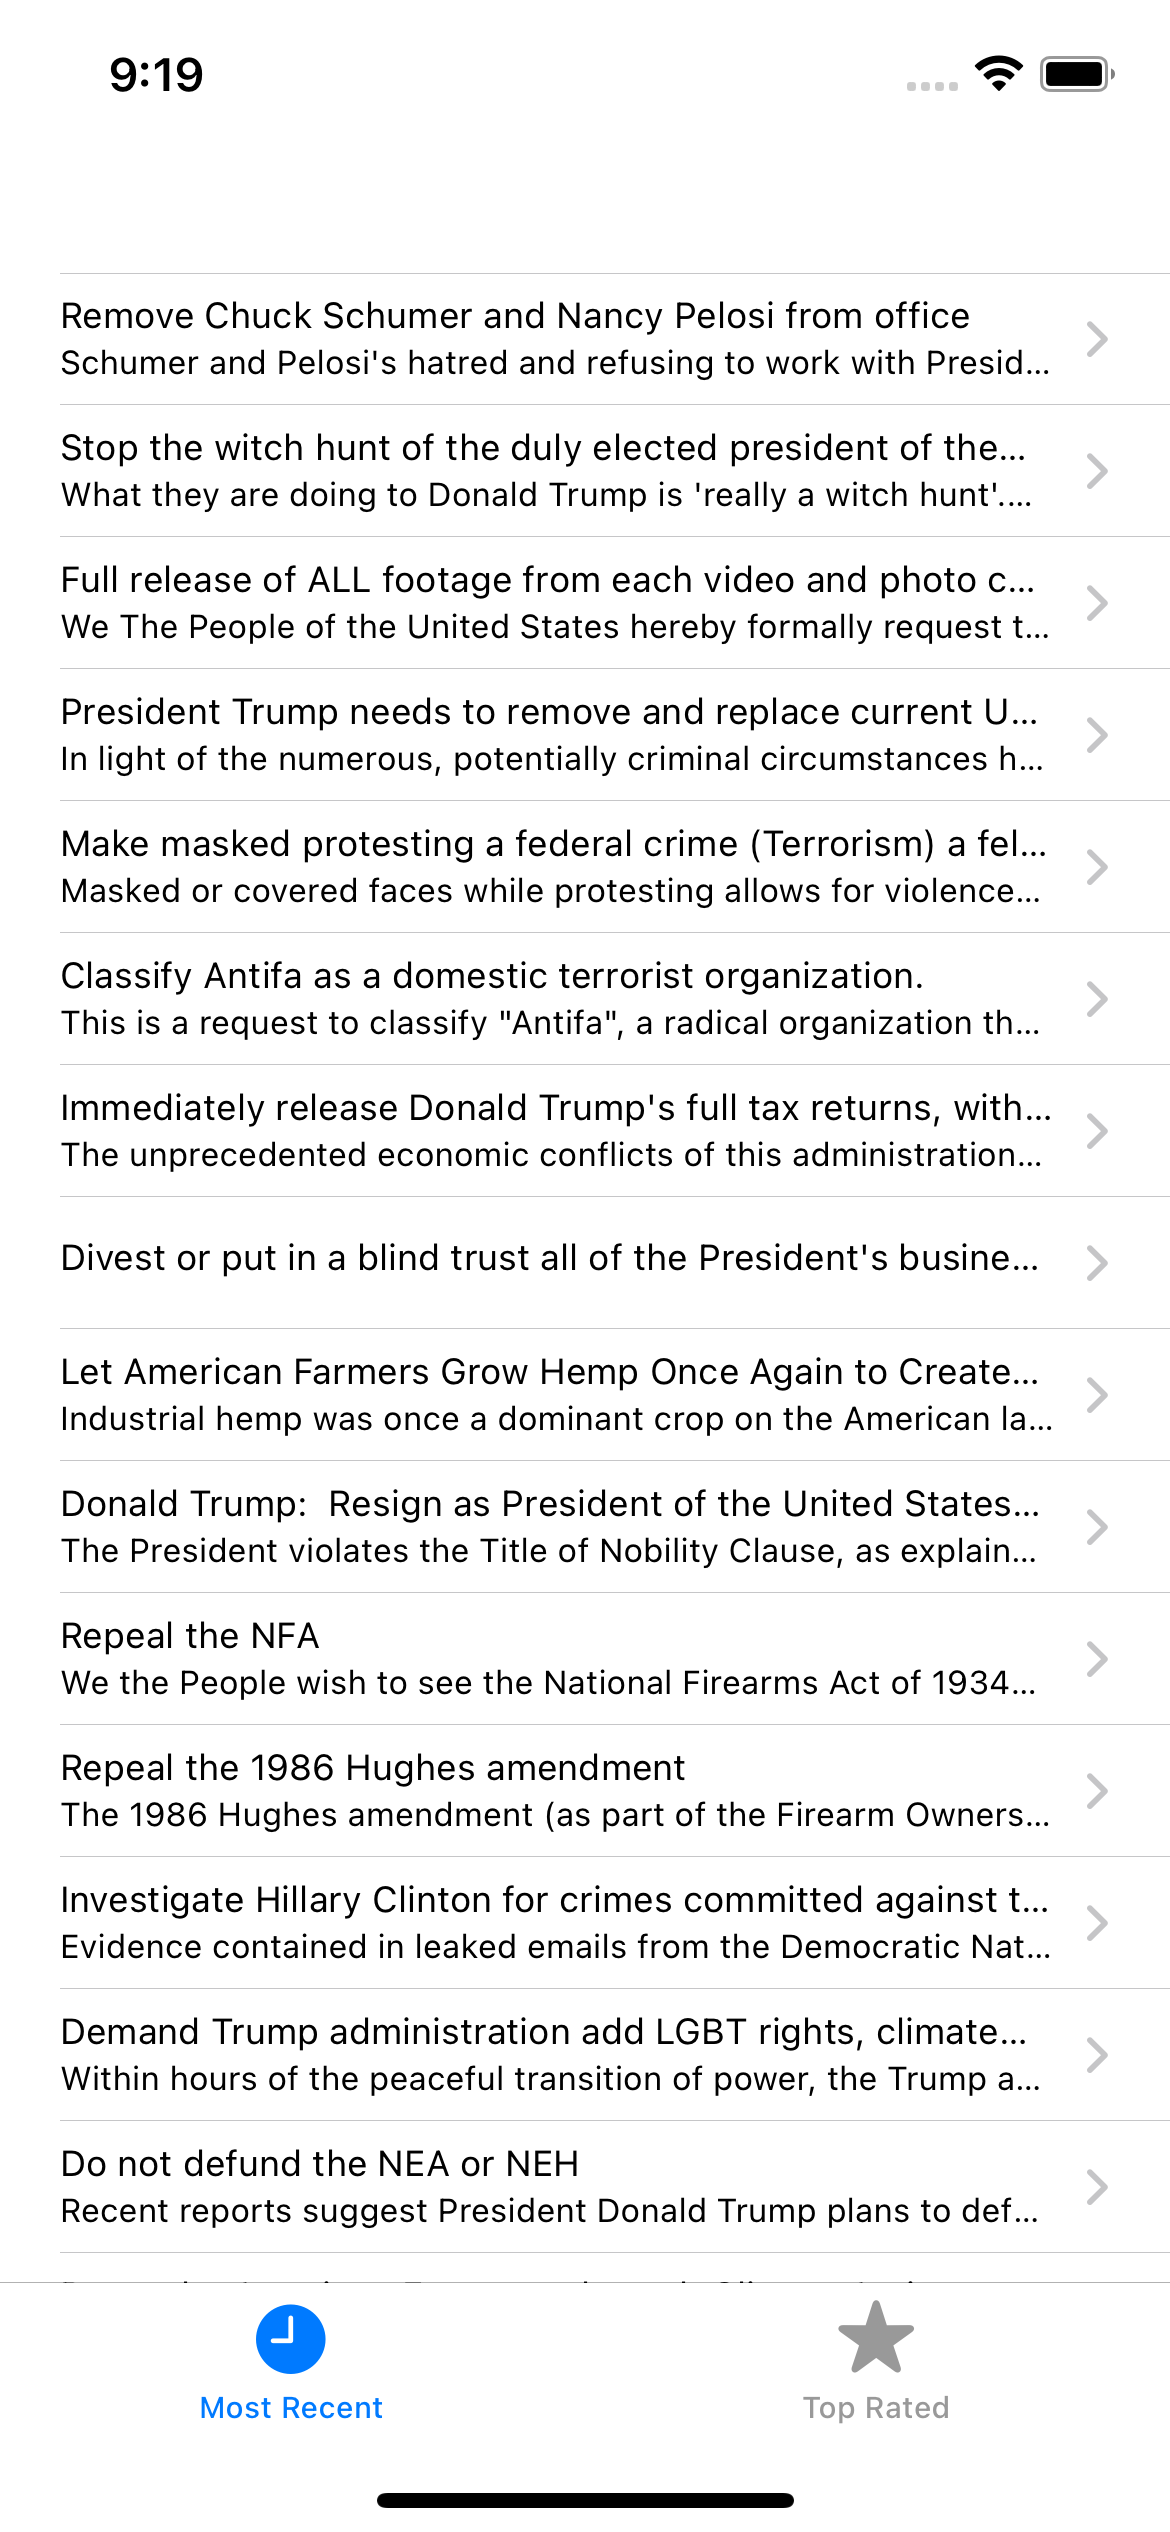 9:19
Remove Chuck Schumer and Nancy Pelosi from office
Schumer and Pelosi's hatred and refusing to work with Presid...
Stop the witch hunt of the duly elected president of the...
What they are doing to Donald Trump is 'really a witch hunt'....
Full release of ALL footage from each video and photo c...
We The People of the United States hereby formally request t...
President Trump needs to remove and replace current U...
In light of the numerous, potentially criminal circumstances h...
Make masked protesting a federal crime (Terrorism) a fel...
Masked or covered faces while protesting allows for violence...
Classify Antifa as a domestic terrorist organization.
This is a request to classify "Antifa", a radical organization th...
Immediately release Donald Trump's full tax returns, with...
The unprecedented economic conflicts of this administration...
Divest or put in a blind trust all of the President's busine...
Let American Farmers Grow Hemp Once Again to Create...
Industrial hemp was once a dominant crop on the American la...
Donald Trump:  Resign as President of the United States...
The President violates the Title of Nobility Clause, as explain...
Repeal the NFA
We the People wish to see the National Firearms Act of 1934...
Repeal the 1986 Hughes amendment
The 1986 Hughes amendment (as part of the Firearm Owners...
Investigate Hillary Clinton for crimes committed against t...
Evidence contained in leaked emails from the Democratic Nat...
Demand Trump administration add LGBT rights, climate...
Within hours of the peaceful transition of power, the Trump a...
Do not defund the NEA or NEH
Recent reports suggest President Donald Trump plans to def...
Most Recent
Top Rated